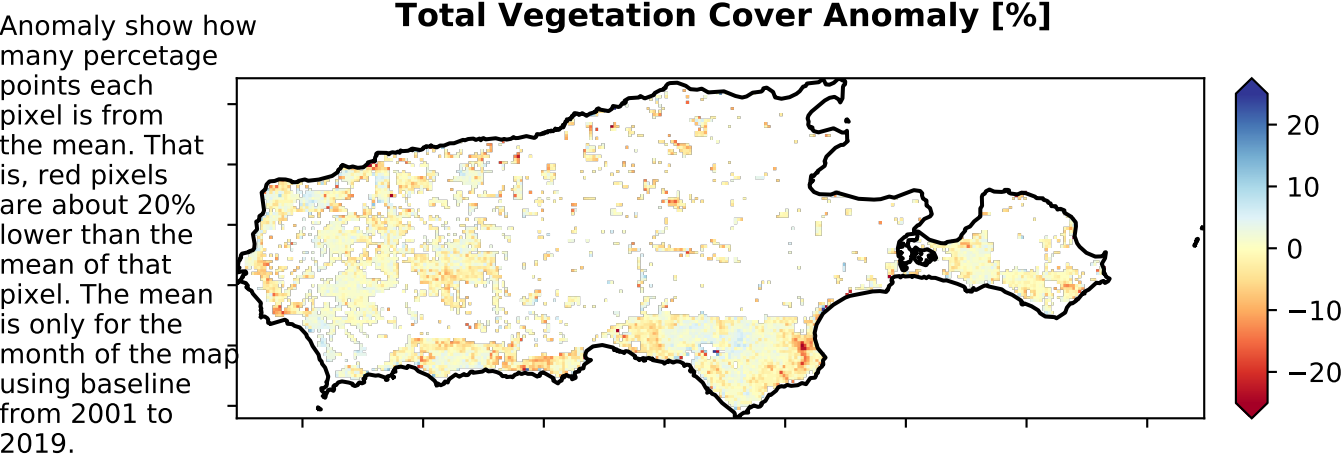 Total Vegetation Cover Anomaly [%]
Anomaly show how
many percetage
points each
pixel is from
the mean. That
is, red pixels
are about 20%
lower than the
mean of that
pixel. The mean
is only for the
month of the map
using baseline
from 2001 to
2019.
20
10
0
−10
−20